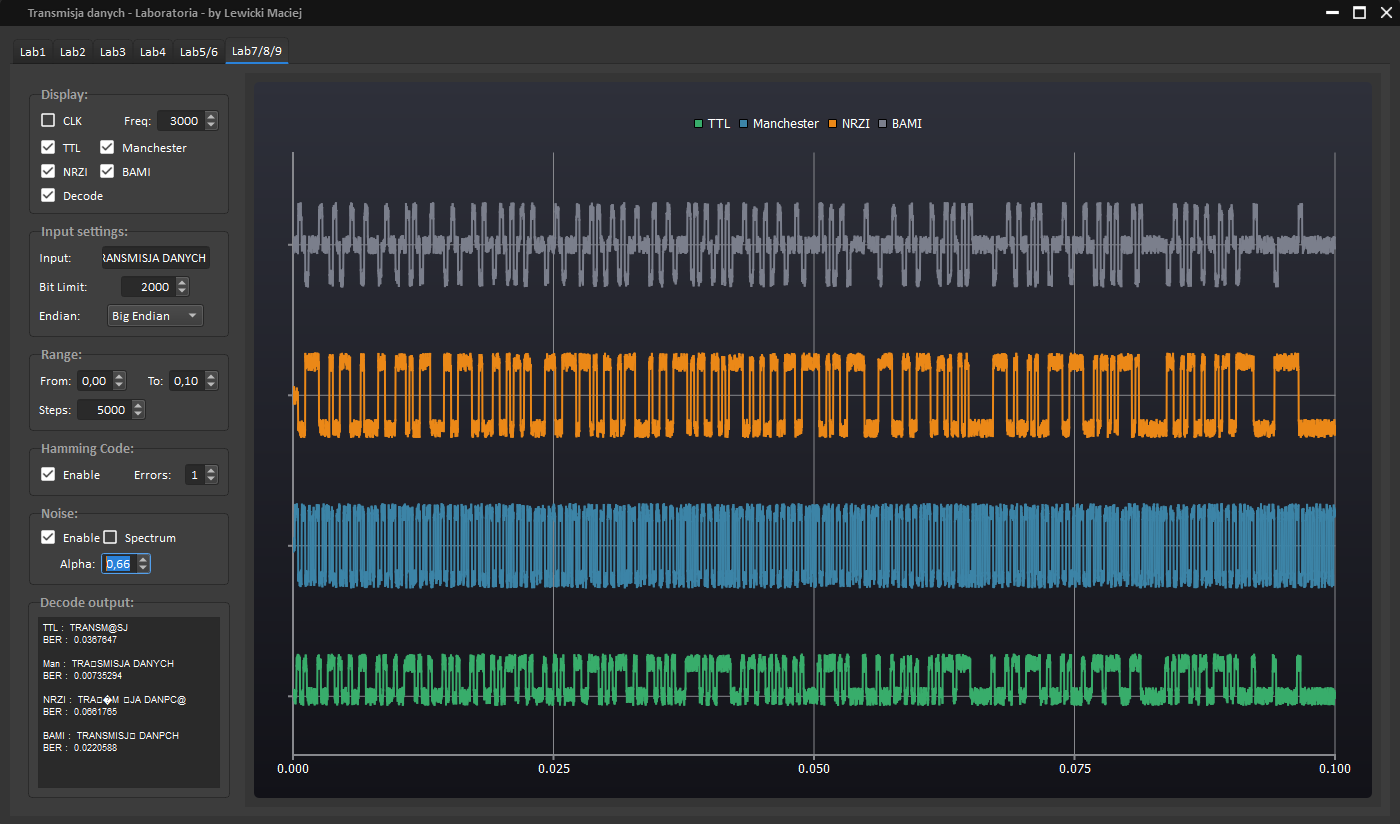 Transmisja danych - Laboratoria - by Lewicki Maciej
Lab1 Lab2 Lab3 Lab4 Lab5/6 Lab7/8/9
Display:
CLK Freq: 3000
TTL Manchester
NRZI BAMI
Decode
Input settings:
Input: RANSMISJA DANYCH
Bit Limit: 2000
Endian: Big Endian
Range:
From: 0,00 To: 0,10
Steps: 5000
Hamming Code:
Enable Errors: 1
Noise:
Enable Spectrum
Alpha: 0,66
Decode output:
TTL : TRANSM@SJ
BER : 0.0367647
Man : TRA□SMISJA DANYCH
BER : 0.00735294
NRZI : TRA□�M □JA DANPC@
BER : 0.0661765
BAMI : TRANSMISJ□ DANPCH
BER : 0.0220588
TTL Manchester NRZI BAMI
0.000 0.025 0.050 0.075 0.100